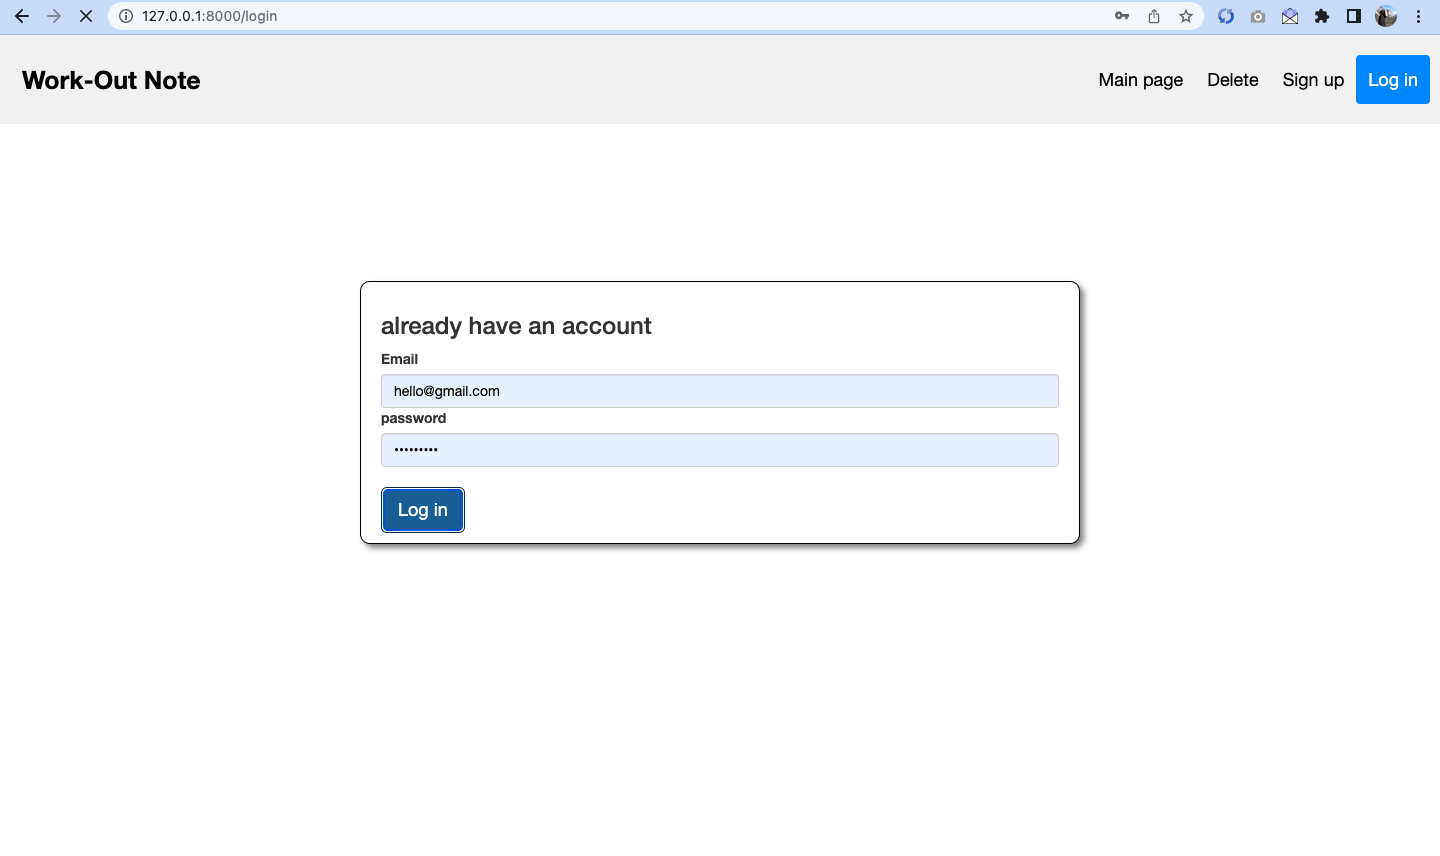 127.0.0.1:8000/login
Work-Out Note
Main page
Delete
Sign up
Log in
already have an account
Email
hello@gmail.com
password
•••••••••
Log in